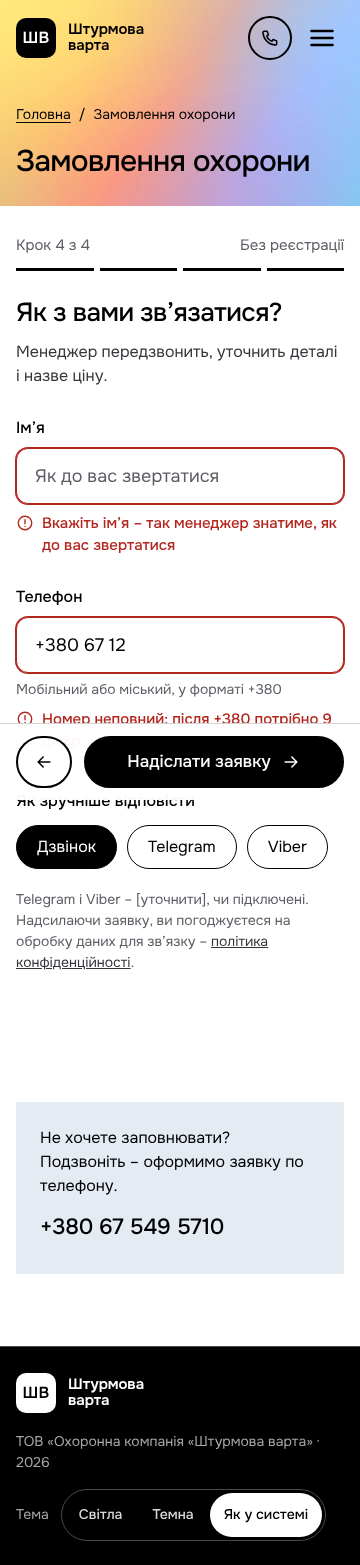 ШВ
Штурмова
варта
Головна / Замовлення охорони
Замовлення охорони
Крок 4 з 4
Без реєстрації
Як з вами зв’язатися?
Менеджер передзвонить, уточнить деталі
і назве ціну.
Ім’я
Як до вас звертатися
Вкажіть ім’я – так менеджер знатиме, як
до вас звертатися
Телефон
+380 67 12
Мобільний або міський, у форматі +380
Номер неповний: після +380 потрібно 9
Надіслати заявку →
Як зручніше відповісти
Дзвінок
Telegram
Viber
Telegram і Viber – [уточнити], чи підключені.
Надсилаючи заявку, ви погоджуєтеся на
обробку даних для зв’язку – політика
конфіденційності.
Не хочете заповнювати?
Подзвоніть – оформимо заявку по
телефону.
+380 67 549 5710
ШВ
Штурмова
варта
ТОВ «Охоронна компанія «Штурмова варта» ·
2026
Тема
Світла
Темна
Як у системі